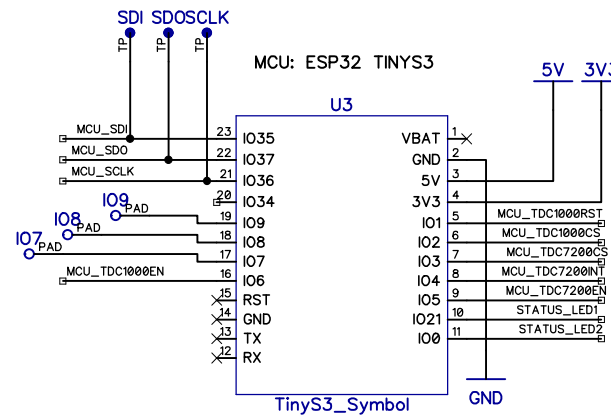 SDI SDO SCLK
TP TP TP
MCU: ESP32 TINYS3
5V 3V3
U3
MCU_SDI 23 IO35 VBAT 1
MCU_SDO 22 IO37 GND 2
MCU_SCLK 21 IO36 5V 3
20 IO34 3V3 4
IO9 PAD 19 IO9 IO1 5 MCU_TDC1000RST
IO8 PAD 18 IO8 IO2 6 MCU_TDC1000CS
IO7 PAD 17 IO7 IO3 7 MCU_TDC7200CS
MCU_TDC1000EN 16 IO6 IO4 8 MCU_TDC7200INT
15 RST IO5 9 MCU_TDC7200EN
14 GND IO21 10 STATUS_LED1
13 TX IO0 11 STATUS_LED2
12 RX
GND
TinyS3_Symbol